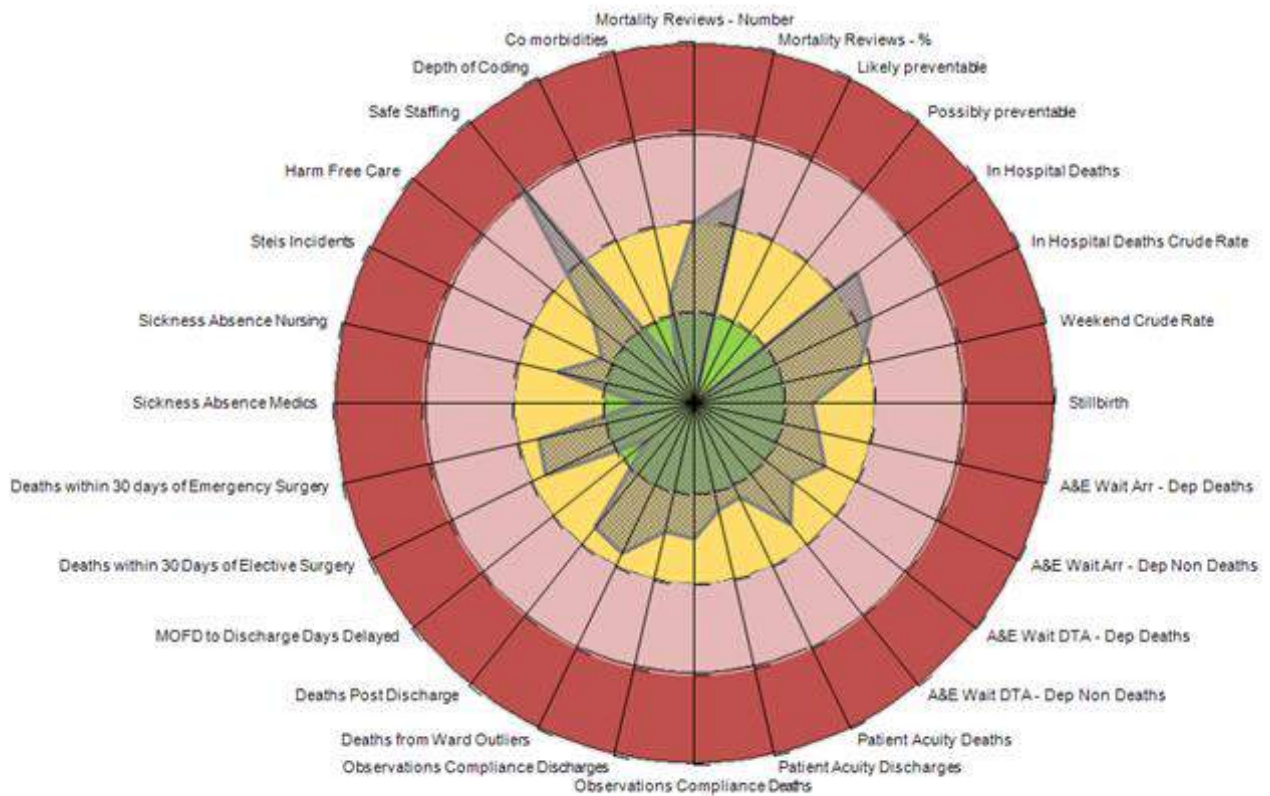 Mortality Reviews - Number
Mortality Reviews - %
Likely preventable
Possibly preventable
In Hospital Deaths
In Hospital Deaths Crude Rate
Weekend Crude Rate
Stillbirth
A&E Wait Arr - Dep Deaths
A&E Wait Arr - Dep Non Deaths
A&E Wait DTA - Dep Deaths
A&E Wait DTA - Dep Non Deaths
Patient Acuity Deaths
Patient Acuity Discharges
Observations Compliance Deaths
Observations Compliance Discharges
Deaths from Ward Outliers
Deaths Post Discharge
MOFD to Discharge Days Delayed
Deaths within 30 Days of Elective Surgery
Deaths within 30 days of Emergency Surgery
Sickness Absence Medics
Sickness Absence Nursing
Steis Incidents
Harm Free Care
Safe Staffing
Depth of Coding
Co morbidities